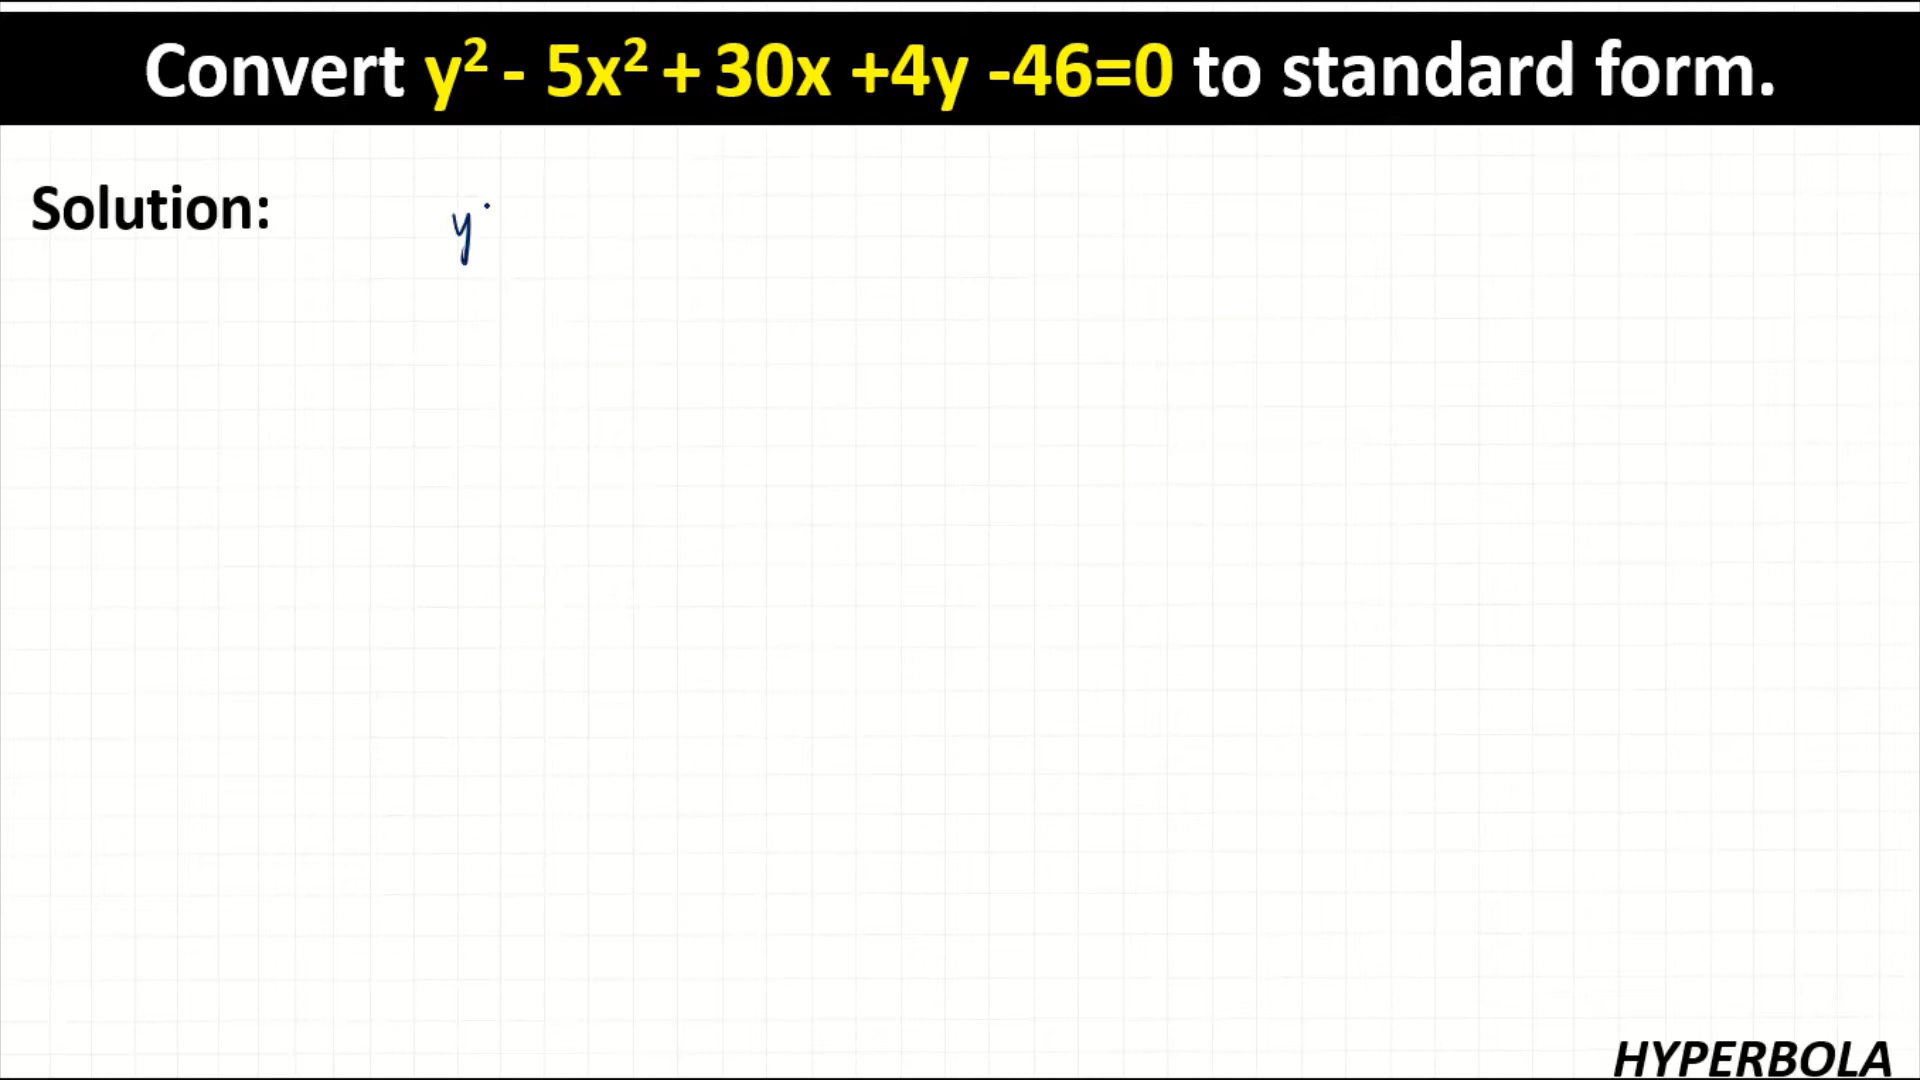 Convert y² - 5x² + 30x +4y -46=0 to standard form.
Solution: y
HYPERBOLA